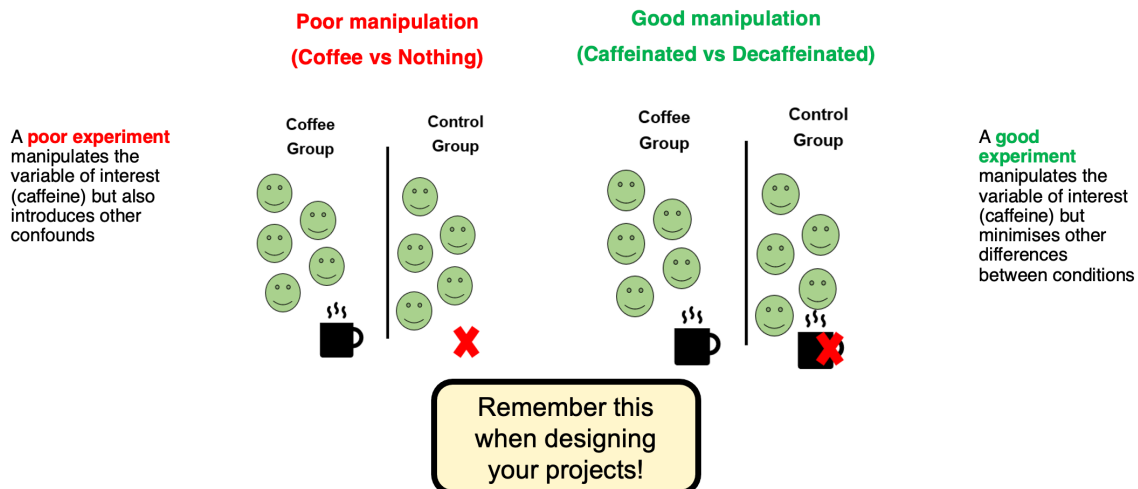 Poor manipulation
(Coffee vs Nothing)
Good manipulation
(Caffeinated vs Decaffeinated)
A poor experiment
manipulates the
variable of interest
(caffeine) but also
introduces other
confounds
Coffee
Group
Control
Group
Coffee
Group
Control
Group
A good
experiment
manipulates the
variable of interest
(caffeine) but
minimises other
differences
between conditions
Remember this
when designing
your projects!